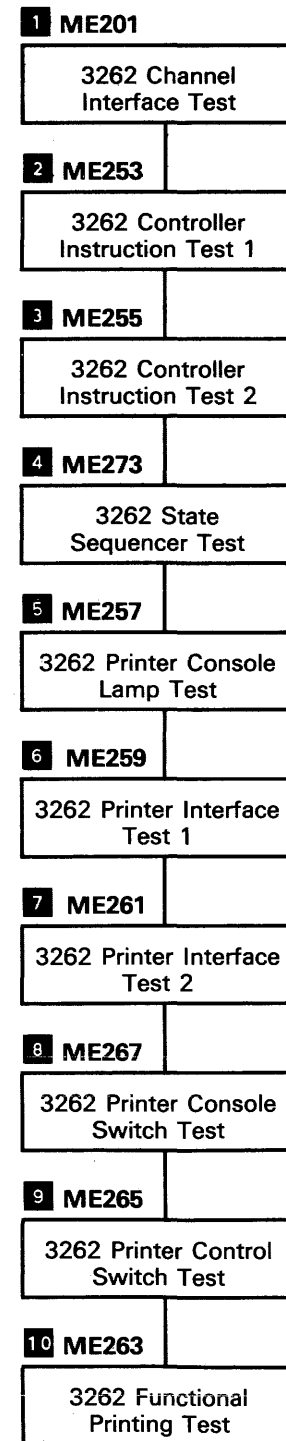 1 ME201
3262 Channel
Interface Test
2 ME253
3262 Controller
Instruction Test 1
3 ME255
3262 Controller
Instruction Test 2
4 ME273
3262 State
Sequencer Test
5 ME257
3262 Printer Console
Lamp Test
6 ME259
3262 Printer Interface
Test 1
7 ME261
3262 Printer Interface
Test 2
8 ME267
3262 Printer Console
Switch Test
9 ME265
3262 Printer Control
Switch Test
10 ME263
3262 Functional
Printing Test